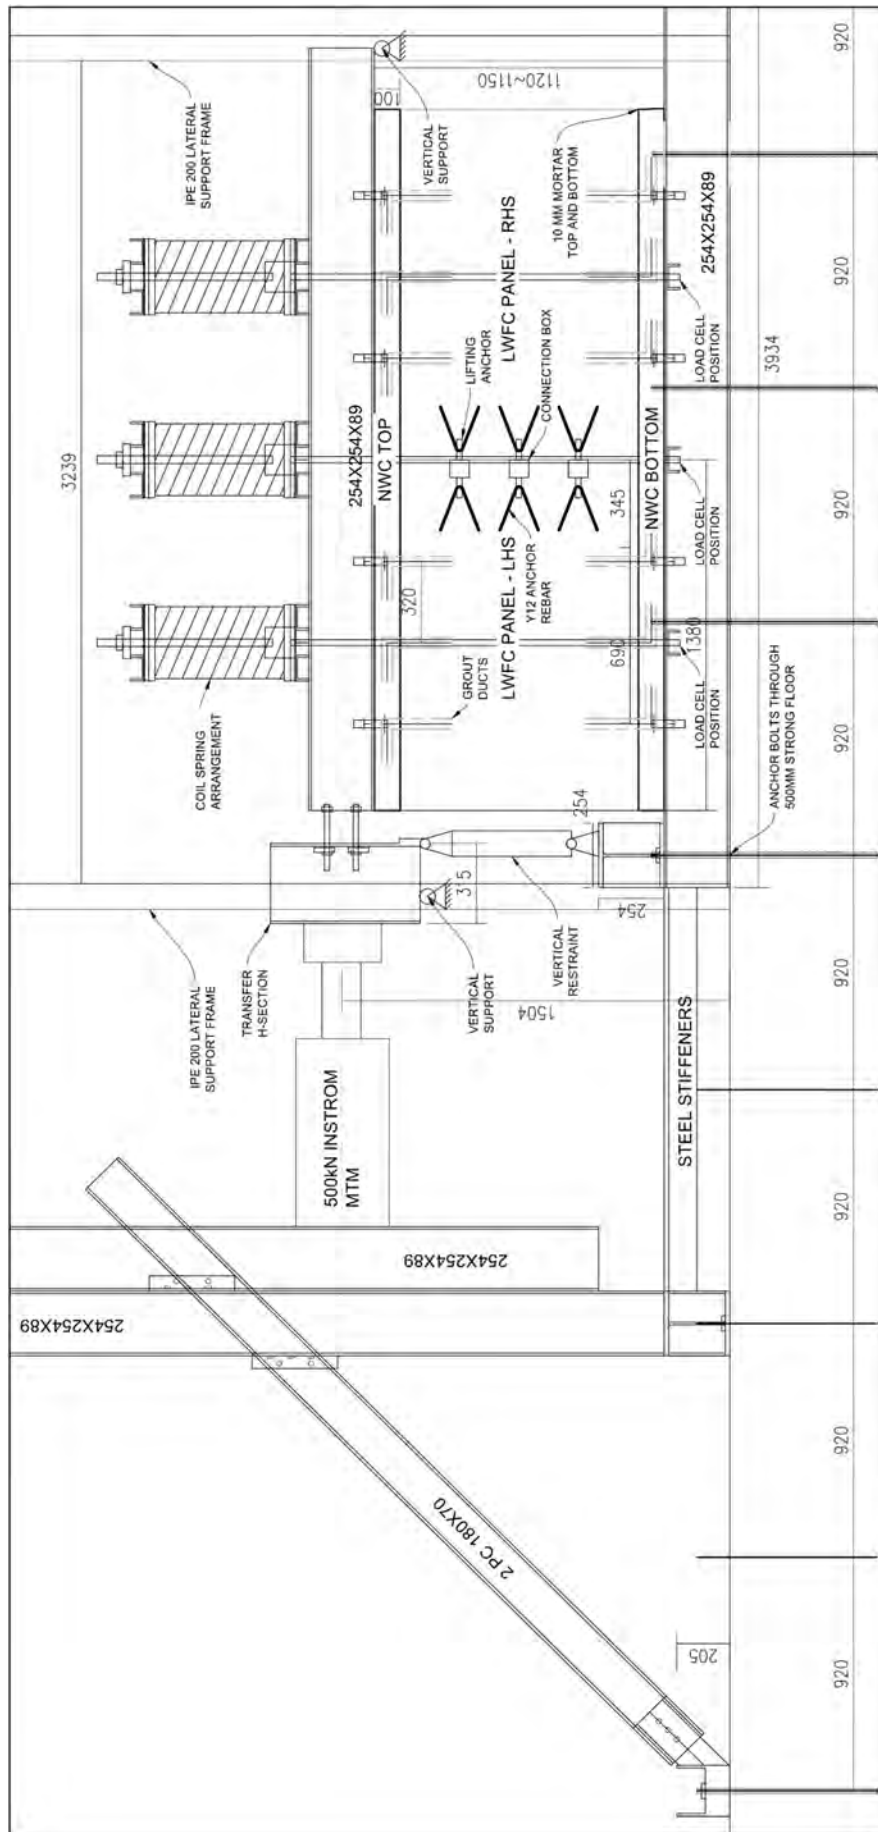 IPE 200 LATERAL
SUPPORT FRAME
TRANSFER
H-SECTION
COIL SPRING
ARRANGEMENT
IPE 200 LATERAL
SUPPORT FRAME
3239
254X254X89
254X254X89
500kN INSTROM
MTM
254X254X89
NWC TOP
VERTICAL
SUPPORT
100
1120~1150
2 PC 180X70
VERTICAL
SUPPORT
315
VERTICAL
RESTRAINT
1504
254
254
GROUT
DUCTS
320
LWFC PANEL - LHS
Y12 ANCHOR
REBAR
LIFTING
ANCHOR
CONNECTION BOX
LWFC PANEL - RHS
10 MM MORTAR
TOP AND BOTTOM
690
345
NWC BOTTOM
1380
254X254X89
205
STEEL STIFFENERS
ANCHOR BOLTS THROUGH
500MM STRONG FLOOR
LOAD CELL
POSITION
LOAD CELL
POSITION
LOAD CELL
POSITION
3934
920
920
920
920
920
920
920
920